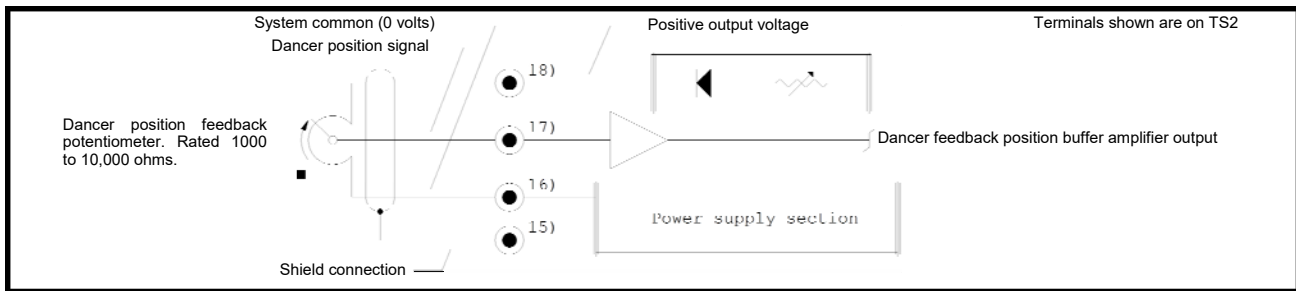 System common (0 volts)
Positive output voltage
Terminals shown are on TS2
Dancer position signal
18)
Dancer position feedback
potentiometer. Rated 1000
to 10,000 ohms.
17)
Dancer feedback position buffer amplifier output
16)
Power supply section
15)
Shield connection